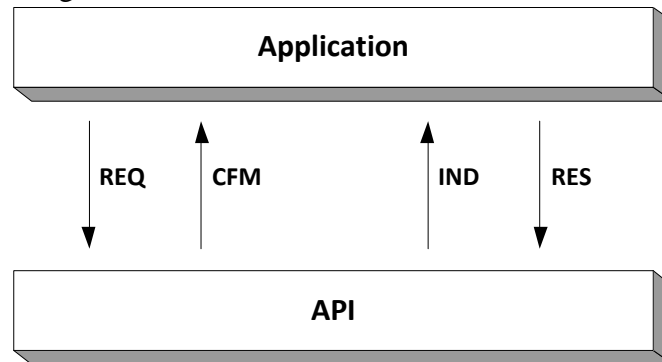 Application
REQ
CFM
IND
RES
API